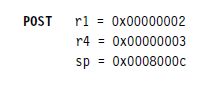 POST r1 = 0x00000002
r4 = 0x00000003
sp = 0x0008000c